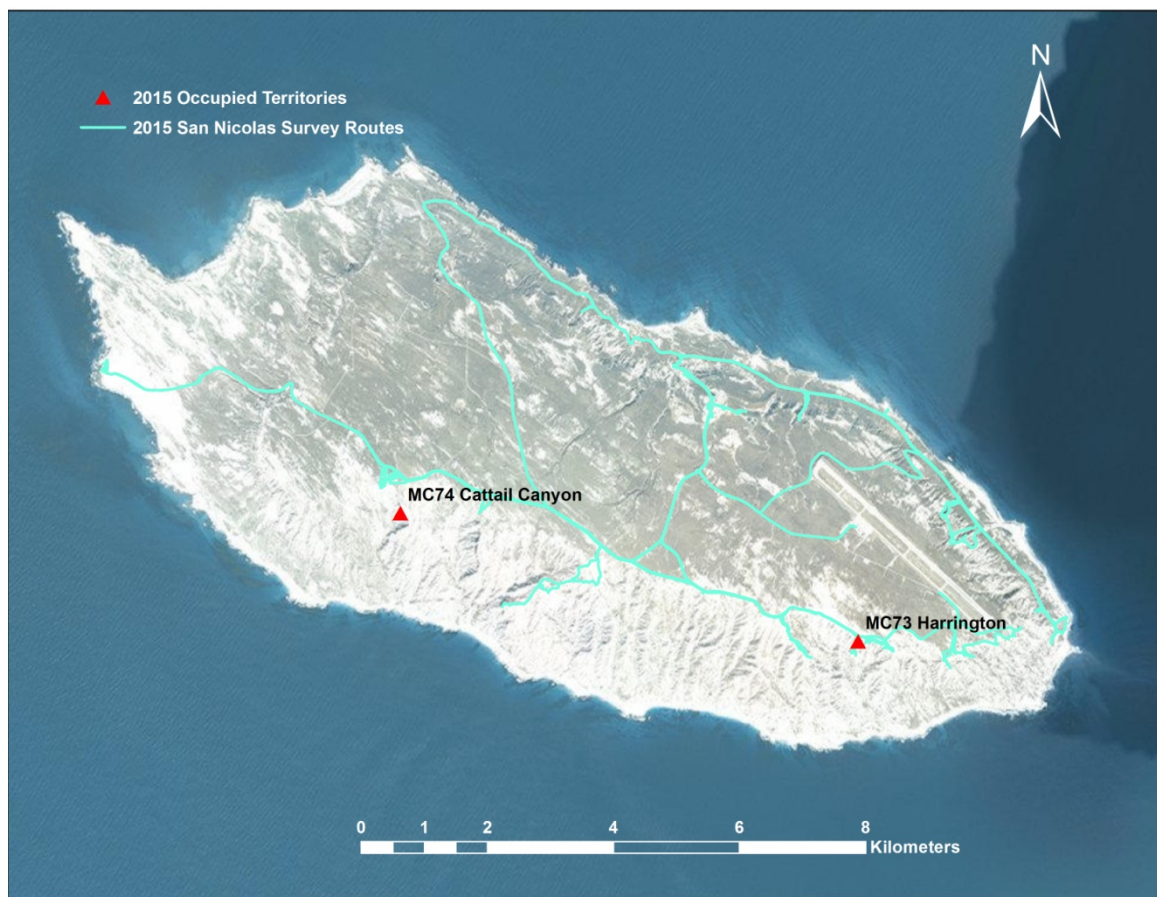 N
2015 Occupied Territories
2015 San Nicolas Survey Routes
MC74 Cattail Canyon
MC73 Harrington
0 1 2 4 6 8
Kilometers